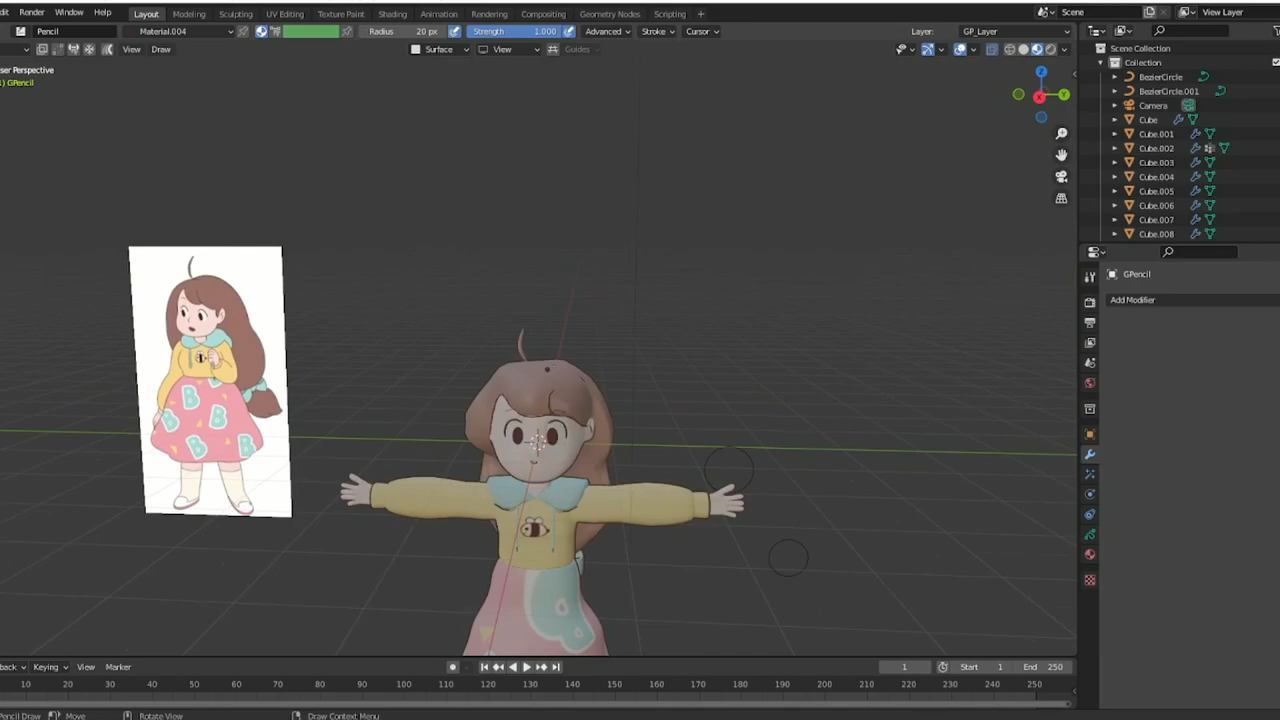 dit Render Window Help Layout Modeling Sculpting UV Editing Texture Paint Shading Animation Rendering Compositing Geometry Nodes Scripting + Scene View Layer
Pencil Material.004 Radius 20 px Strength 1.000 Advanced Stroke Cursor Layer: GP_Layer
View Draw Surface View Guides
ser Perspective
) GPencil
Z
Y
X
Scene Collection
Collection
BezierCircle
BezierCircle.001
Camera
Cube
Cube.001
Cube.002
Cube.003
Cube.004
Cube.005
Cube.006
Cube.007
Cube.008
GPencil
Add Modifier
B
B
B
B
B
yback Keying View Marker 1 Start 1 End 250
10 20 30 40 50 60 70 80 90 100 110 120 130 140 150 160 170 180 190 200 210 220 230 240 250
Pencil Draw Move Rotate View Draw Context Menu